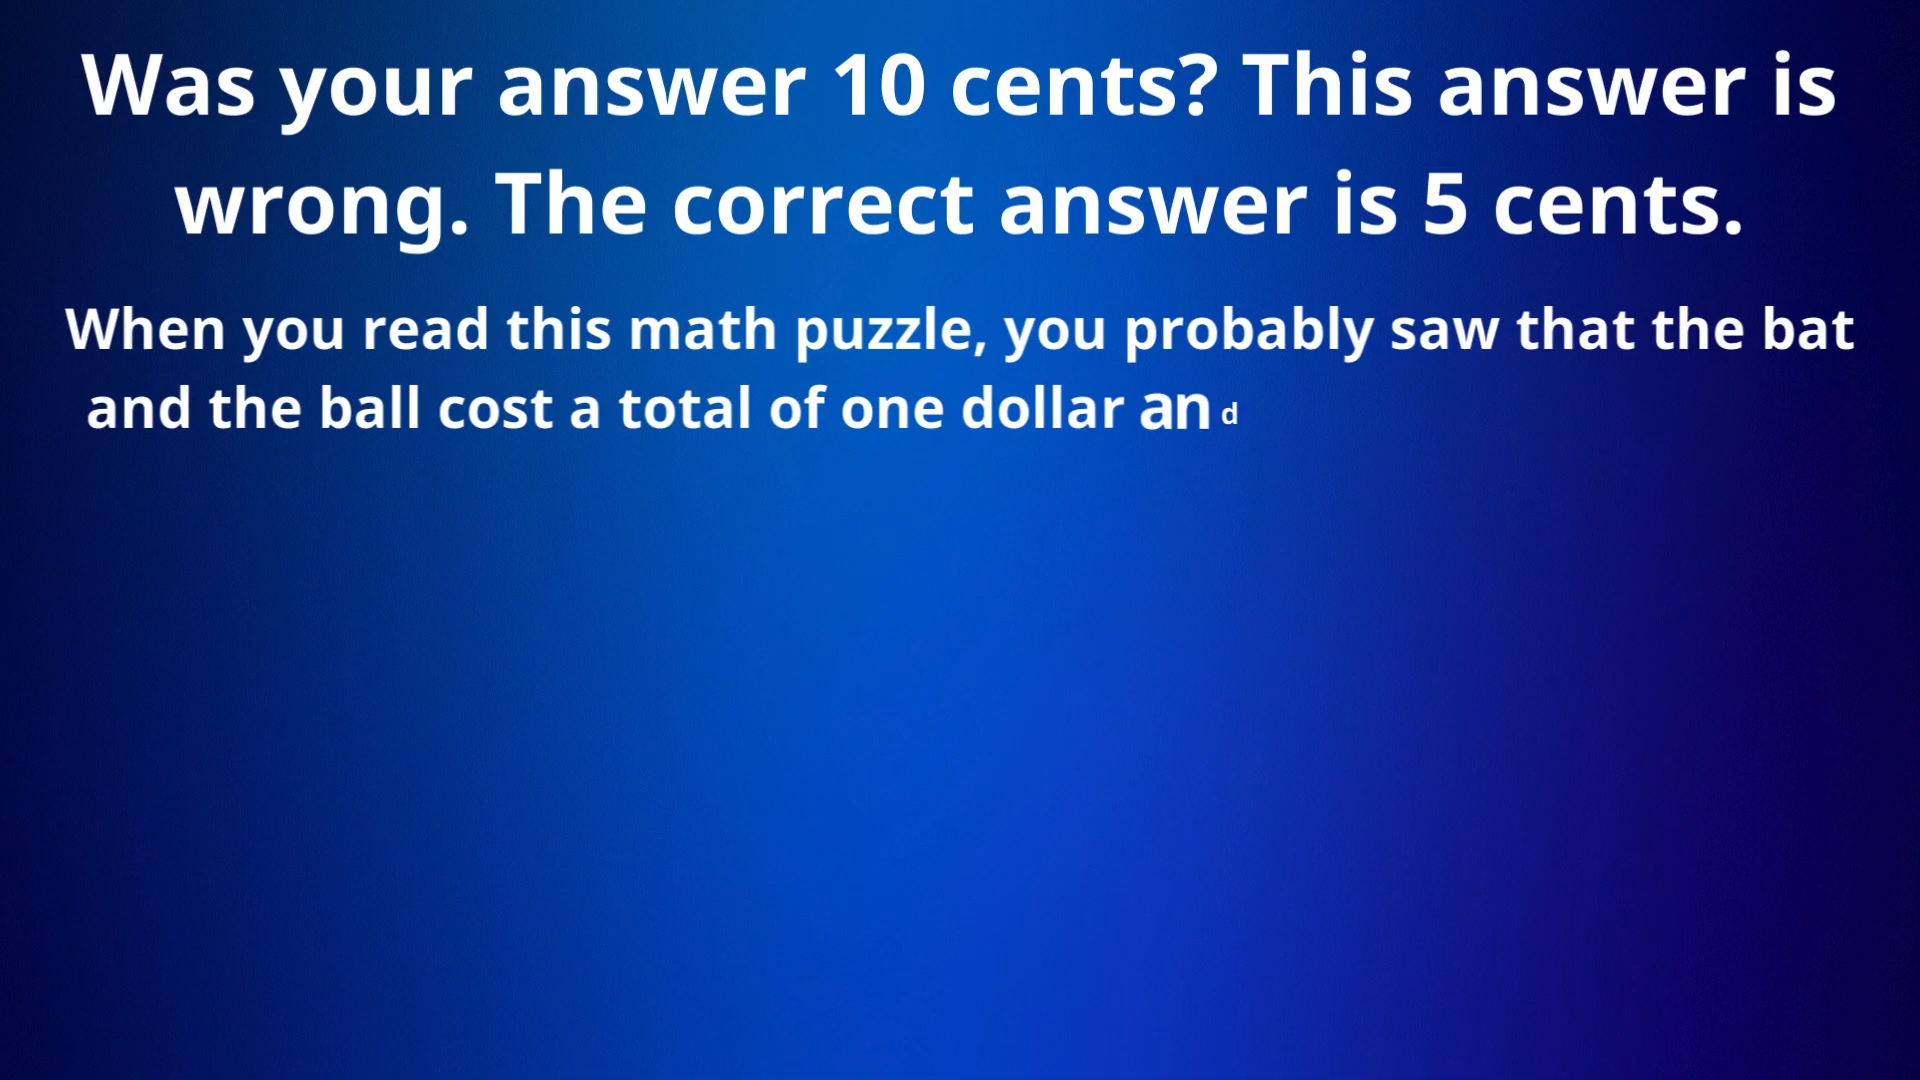 Was your answer 10 cents? This answer is
wrong. The correct answer is 5 cents.
When you read this math puzzle, you probably saw that the bat
and the ball cost a total of one dollar and